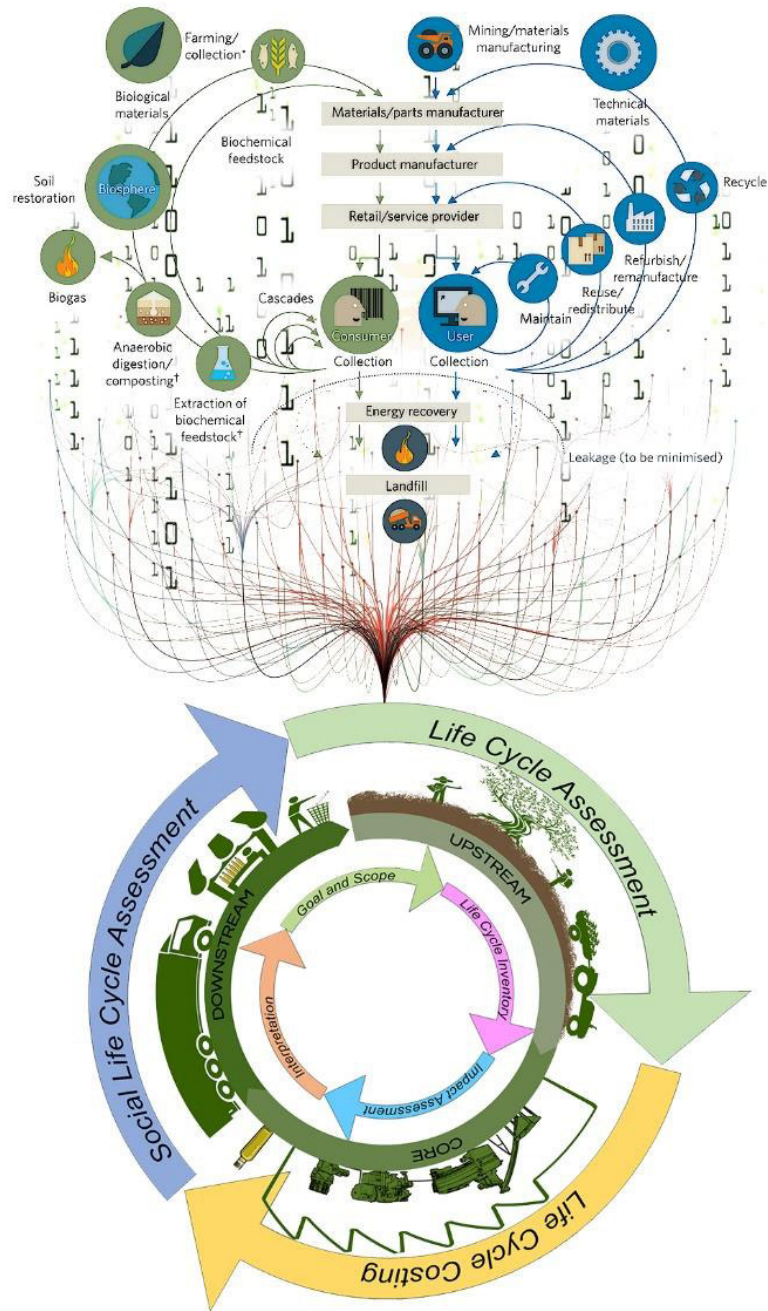 Farming/
collection*
Mining/materials
manufacturing
Biological
materials
Technical
materials
Materials/parts manufacturer
Biochemical
feedstock
Product manufacturer
Soil
restoration
Biosphere
Recycle
Retail/service provider
Refurbish/
remanufacture
Biogas
Reuse/
redistribute
Cascades
Maintain
Consumer
User
Anaerobic
digestion/
composting†
Collection
Collection
Extraction of
biochemical
feedstock†
Energy recovery
Leakage (to be minimised)
Landfill
Life Cycle Assessment
Social Life Cycle Assessment
Life Cycle Costing
UPSTREAM
DOWNSTREAM
CORE
Goal and Scope
Life Cycle Inventory
Impact Assessment
Interpretation